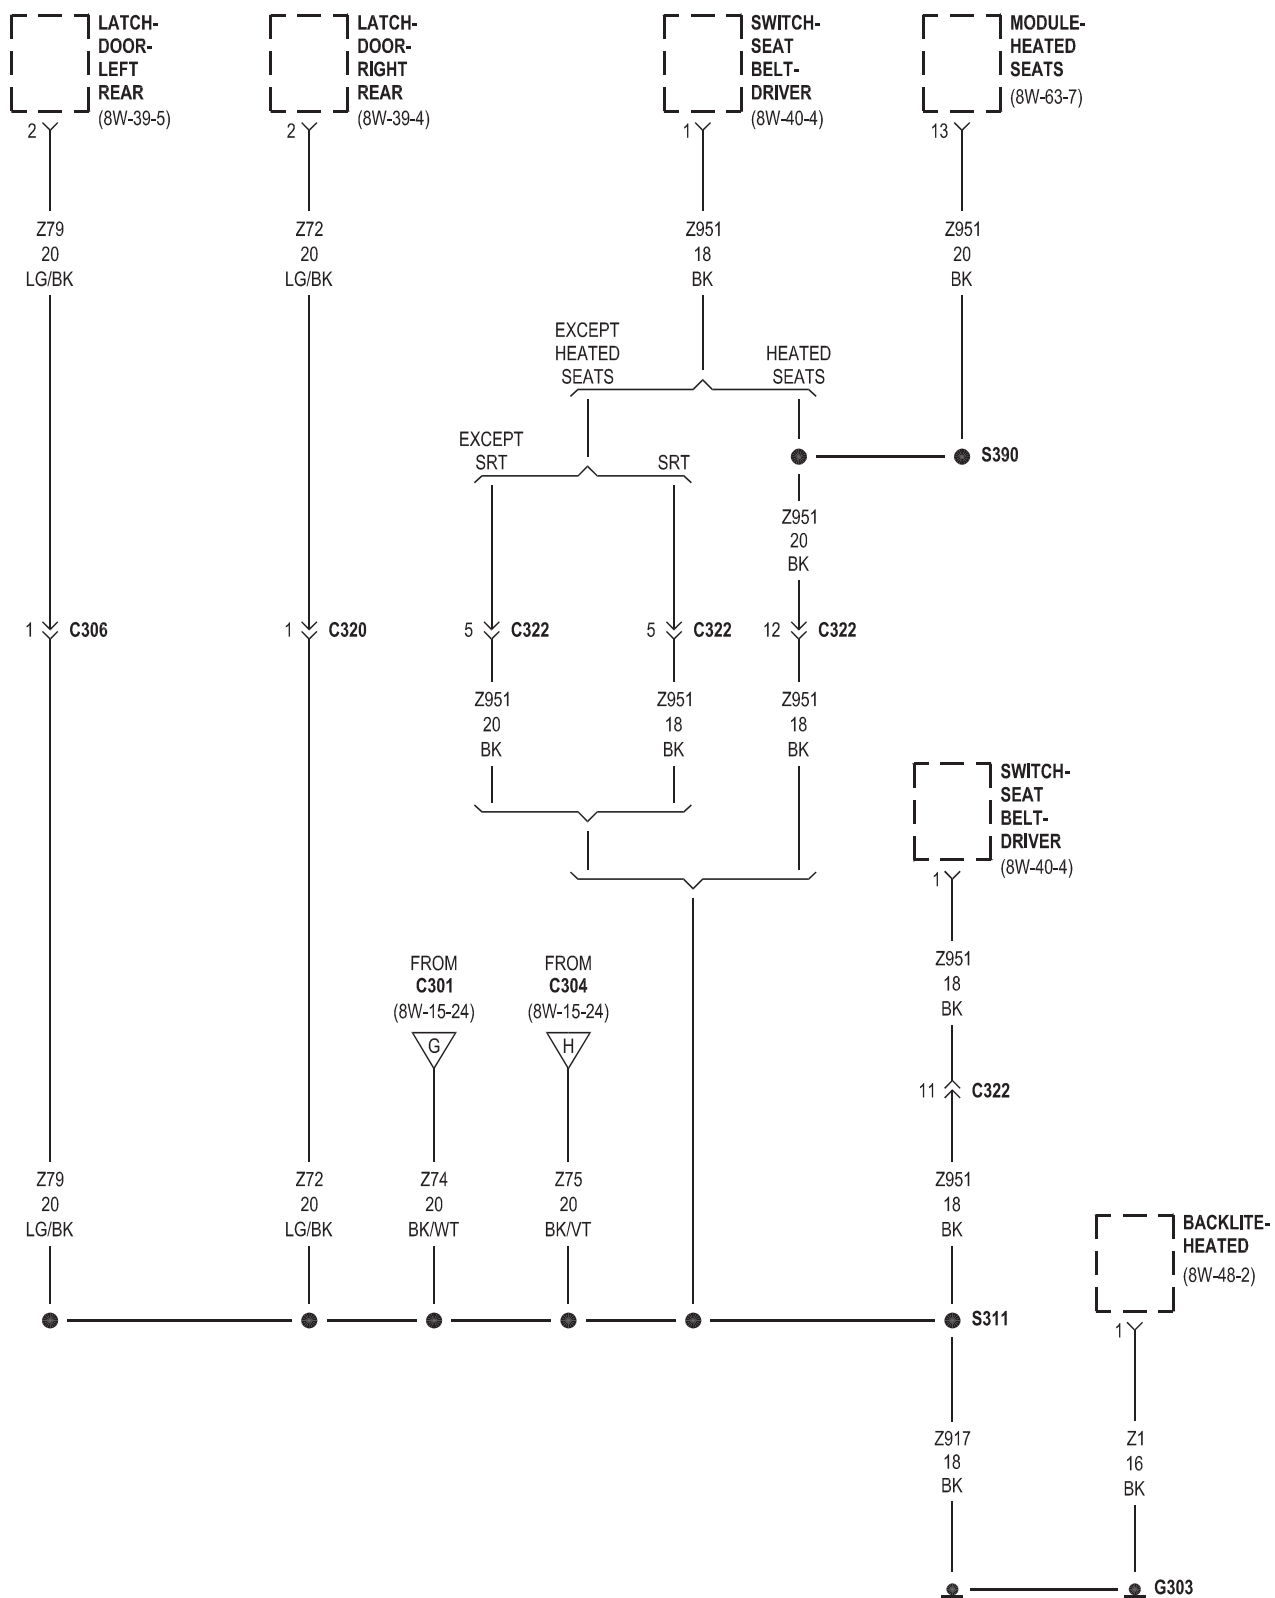 LATCH-
DOOR-
LEFT
REAR
(8W-39-5)
LATCH-
DOOR-
RIGHT
REAR
(8W-39-4)
SWITCH-
SEAT
BELT-
DRIVER
(8W-40-4)
MODULE-
HEATED
SEATS
(8W-63-7)
2
2
1
13
Z79
20
LG/BK
Z72
20
LG/BK
Z951
18
BK
Z951
20
BK
EXCEPT
HEATED
SEATS
HEATED
SEATS
EXCEPT
SRT
SRT
S390
Z951
20
BK
1 C306
1 C320
5 C322
5 C322
12 C322
Z951
20
BK
Z951
18
BK
Z951
18
BK
SWITCH-
SEAT
BELT-
DRIVER
(8W-40-4)
1
FROM
C301
(8W-15-24)
G
FROM
C304
(8W-15-24)
H
Z951
18
BK
11 C322
Z79
20
LG/BK
Z72
20
LG/BK
Z74
20
BK/WT
Z75
20
BK/VT
Z951
18
BK
BACKLITE-
HEATED
(8W-48-2)
S311
1
Z917
18
BK
Z1
16
BK
G303